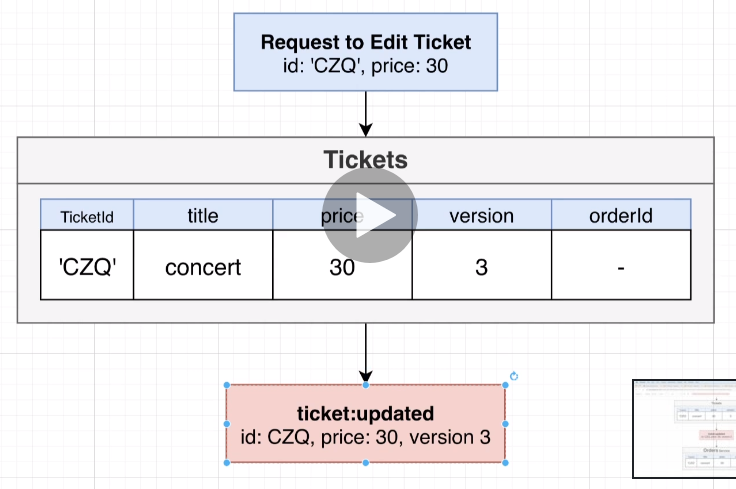 Request to Edit Ticket
id: 'CZQ', price: 30
Tickets
TicketId title price version orderId
'CZQ' concert 30 3 -
ticket:updated
id: CZQ, price: 30, version 3